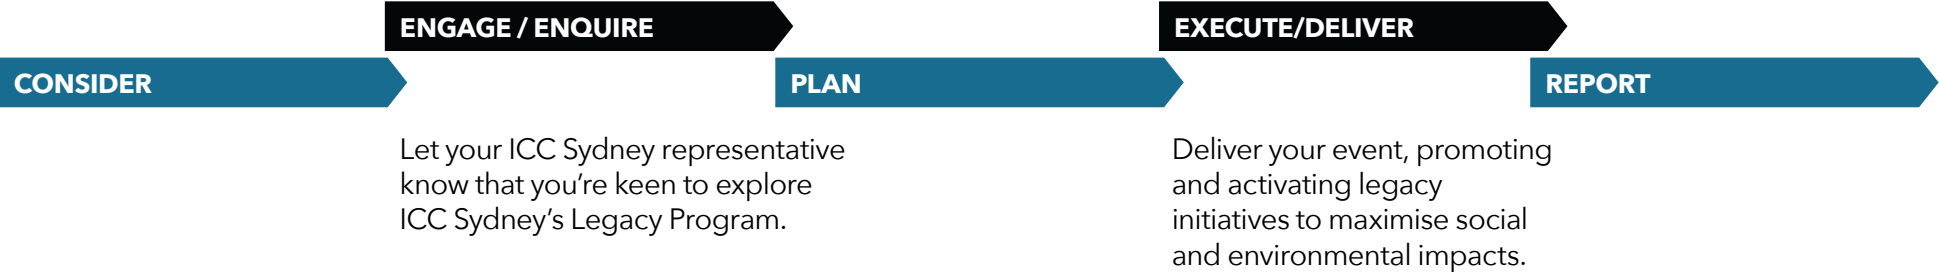 ENGAGE / ENQUIRE
EXECUTE/DELIVER
CONSIDER
PLAN
REPORT
Let your ICC Sydney representative
know that you’re keen to explore
ICC Sydney’s Legacy Program.
Deliver your event, promoting
and activating legacy
initiatives to maximise social
and environmental impacts.